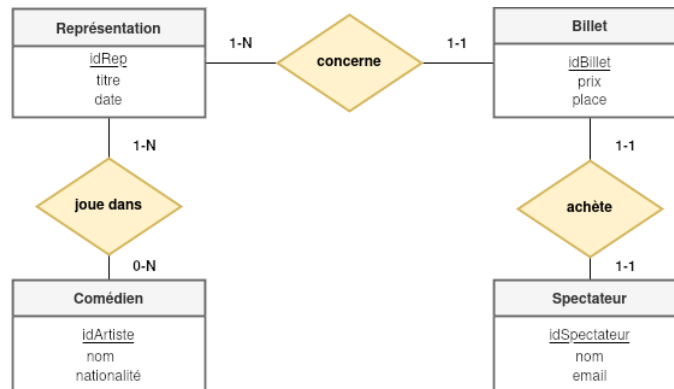 Représentation
idRep
titre
date
1-N
concerne
1-1
Billet
idBillet
prix
place
1-N
joue dans
0-N
1-1
achète
1-1
Comédien
idArtiste
nom
nationalité
Spectateur
idSpectateur
nom
email